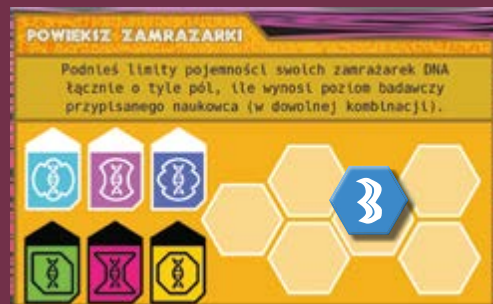 POWIĘKSZ ZAMRAŻARKI
Podnieś limity pojemności swoich zamrażarek DNA
łącznie o tyle pól, ile wynosi poziom badawczy
przypisanego naukowca (w dowolnej kombinacji).
3